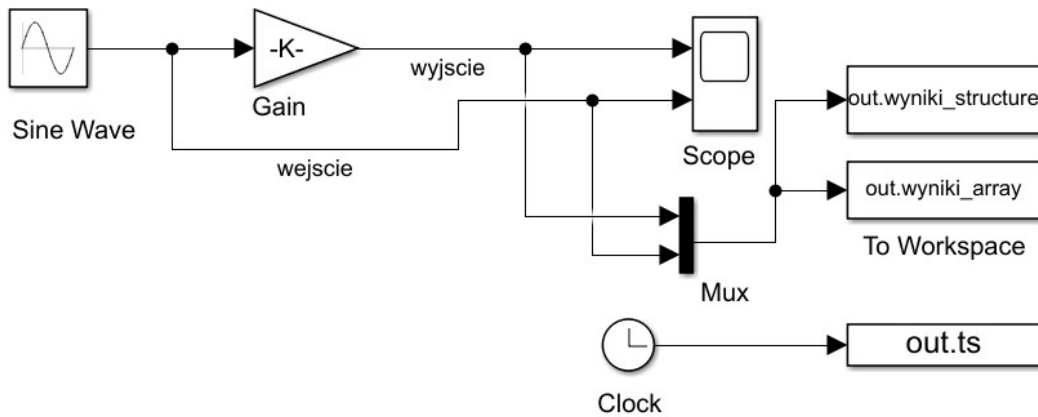 -K-
wyjscie
Gain
Sine Wave
wejscie
Scope
out.wyniki_structure
out.wyniki_array
To Workspace
Mux
out.ts
Clock